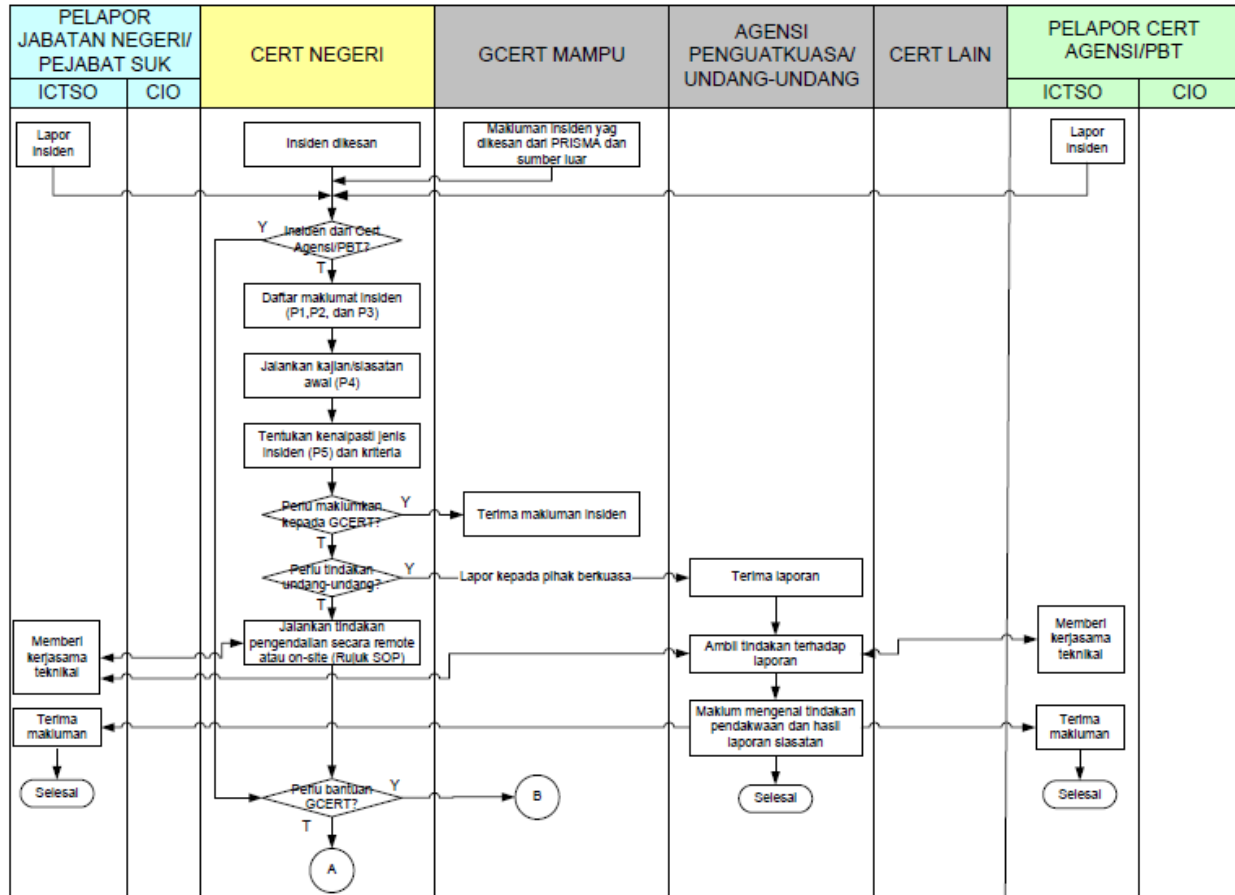 PELAPOR
JABATAN NEGERI/
PEJABAT SUK
CERT NEGERI
GCERT MAMPU
AGENSI
PENGUATKUASA/
UNDANG-UNDANG
CERT LAIN
PELAPOR CERT
AGENSI/PBT
ICTSO
CIO
ICTSO
CIO
Lapor
Insiden
Insiden dikesan
Makluman insiden yag
dikesan dari PRISMA dan
sumber luar
Lapor
Insiden
Y
Insiden dari Cert
Agensi/PBT?
T
Daftar maklumat insiden
(P1,P2, dan P3)
Jalankan kajian/siasatan
awal (P4)
Tentukan kenalpasti jenis
insiden (P5) dan kriteria
Perlu maklumkan
kepada GCERT?
Y
Terima makluman insiden
T
Perlu tindakan
undang-undang?
Y
Lapor kepada pihak berkuasa
Terima laporan
T
Memberi
kerjasama
teknikal
Jalankan tindakan
pengendalian secara remote
atau on-site (Rujuk SOP)
Ambil tindakan terhadap
laporan
Memberi
kerjasama
teknikal
Terima
makluman
Maklum mengenai tindakan
pendakwaan dan hasil
laporan siasatan
Terima
makluman
Selesai
Perlu bantuan
GCERT?
Y
B
Selesai
Selesai
T
A